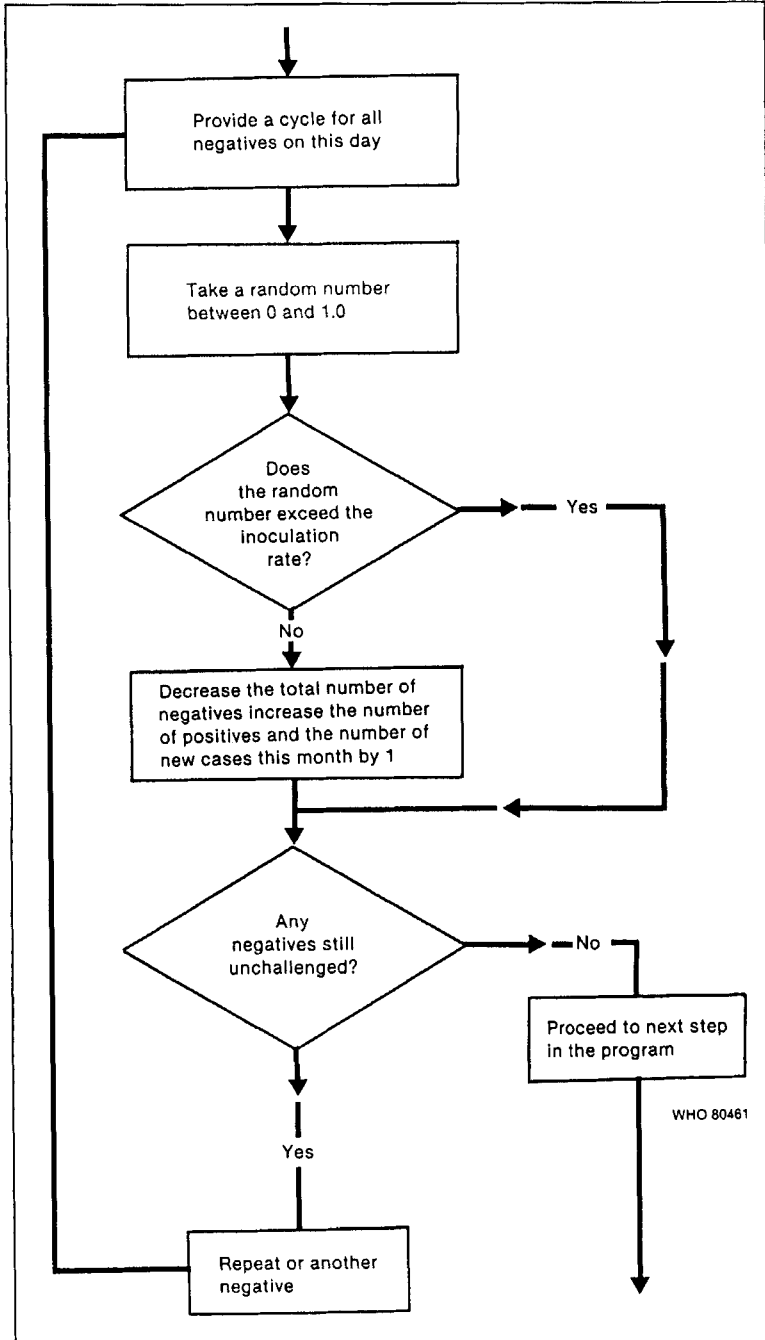 Provide a cycle for all
negatives on this day
Take a random number
between 0 and 1.0
Does
the random
number exceed the
inoculation
rate?
Yes
No
Decrease the total number of
negatives increase the number
of positives and the number of
new cases this month by 1
Any
negatives still
unchallenged?
No
Proceed to next step
in the program
WHO 80461
Yes
Repeat or another
negative